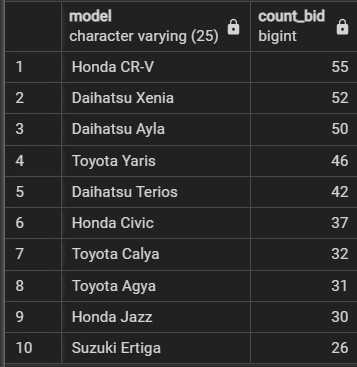 model count_bid
character varying (25) bigint
1 Honda CR-V 55
2 Daihatsu Xenia 52
3 Daihatsu Ayla 50
4 Toyota Yaris 46
5 Daihatsu Terios 42
6 Honda Civic 37
7 Toyota Calya 32
8 Toyota Agya 31
9 Honda Jazz 30
10 Suzuki Ertiga 26